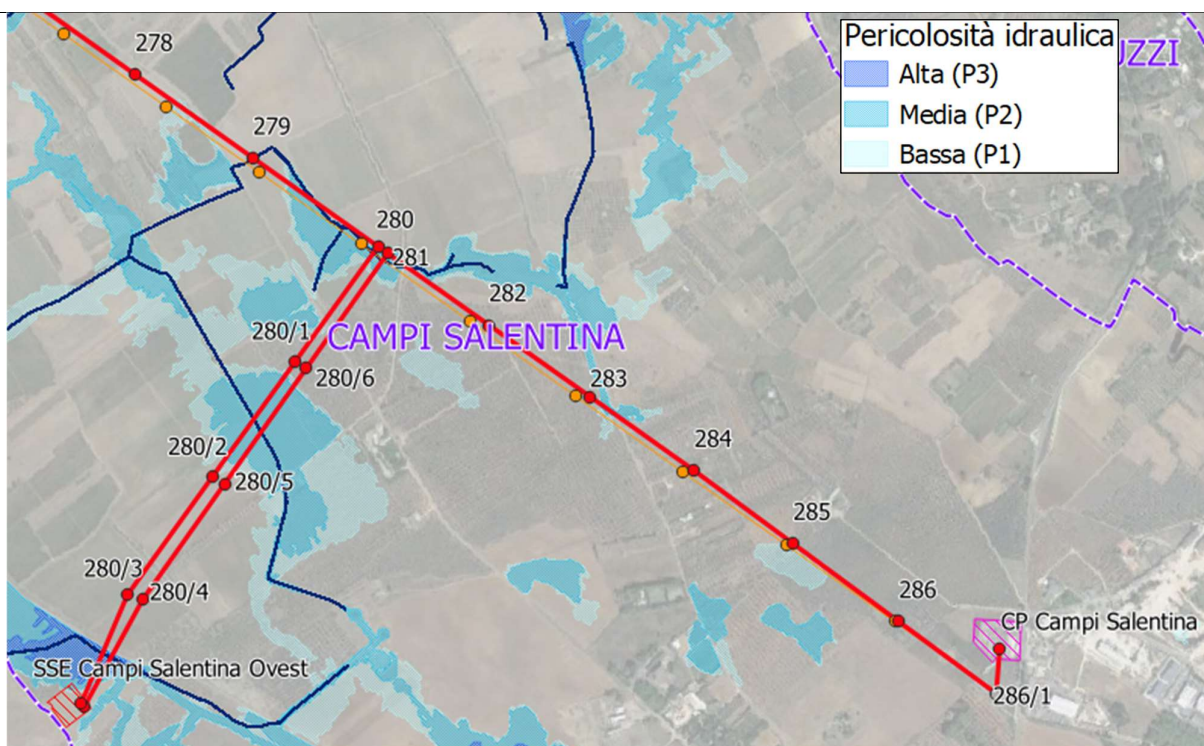 Pericolosità idraulica
Alta (P3)
Media (P2)
Bassa (P1)
UZZI
278
279
280
281
282
CAMPI SALENTINA
280/1
280/6
283
284
280/2
280/5
285
280/3
280/4
286
CP Campi Salentina
SSE Campi Salentina Ovest
286/1